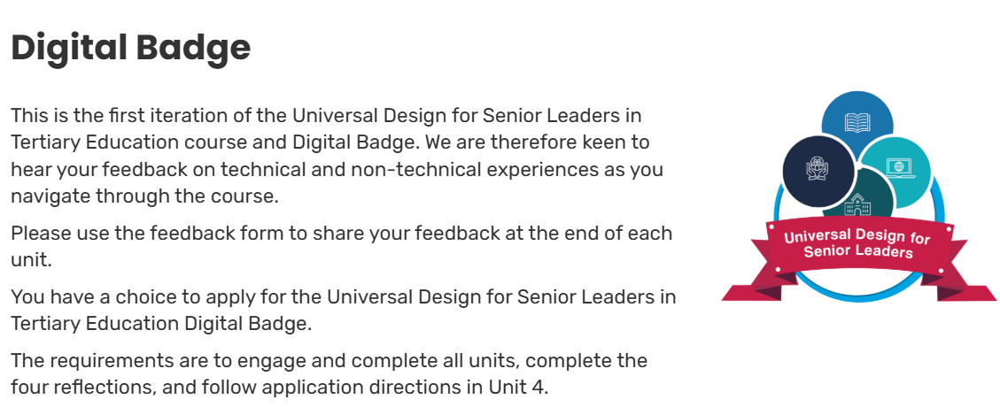 Digital Badge
This is the first iteration of the Universal Design for Senior Leaders in
Tertiary Education course and Digital Badge. We are therefore keen to
hear your feedback on technical and non-technical experiences as you
navigate through the course.
Please use the feedback form to share your feedback at the end of each
unit.
You have a choice to apply for the Universal Design for Senior Leaders in
Tertiary Education Digital Badge.
The requirements are to engage and complete all units, complete the
four reflections, and follow application directions in Unit 4.
Universal Design for
Senior Leaders